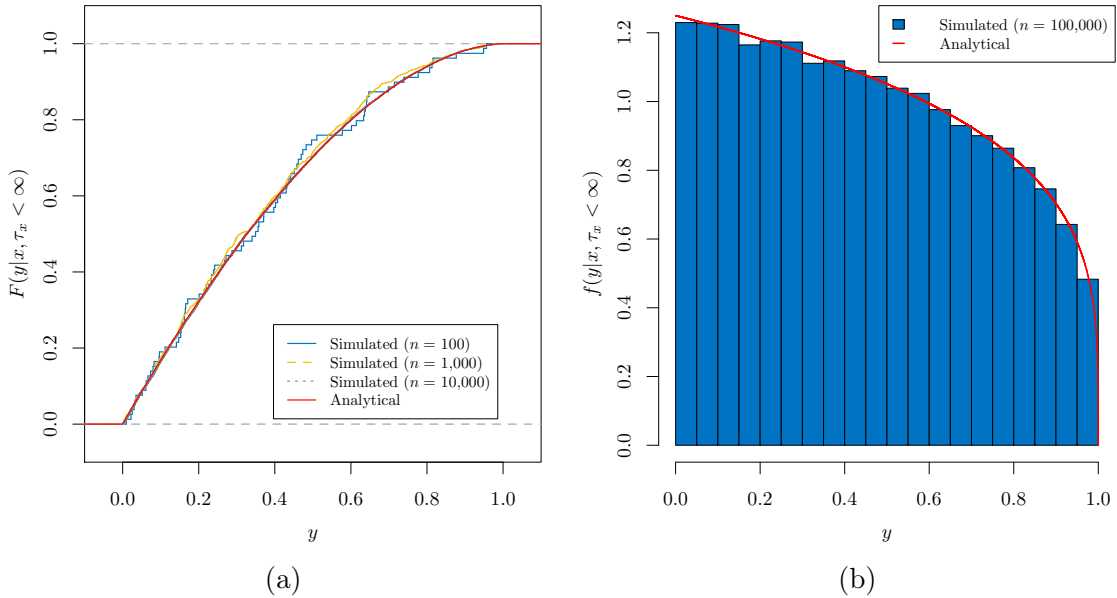 1.0
0.8
0.6
0.4
0.2
0.0
F(y|x, τₓ < ∞)
Simulated (n = 100)
Simulated (n = 1,000)
Simulated (n = 10,000)
Analytical
0.0 0.2 0.4 0.6 0.8 1.0
y
(a)
1.2
1.0
0.8
0.6
0.4
0.2
0.0
f(y|x, τₓ < ∞)
Simulated (n = 100,000)
Analytical
0.0 0.2 0.4 0.6 0.8 1.0
y
(b)